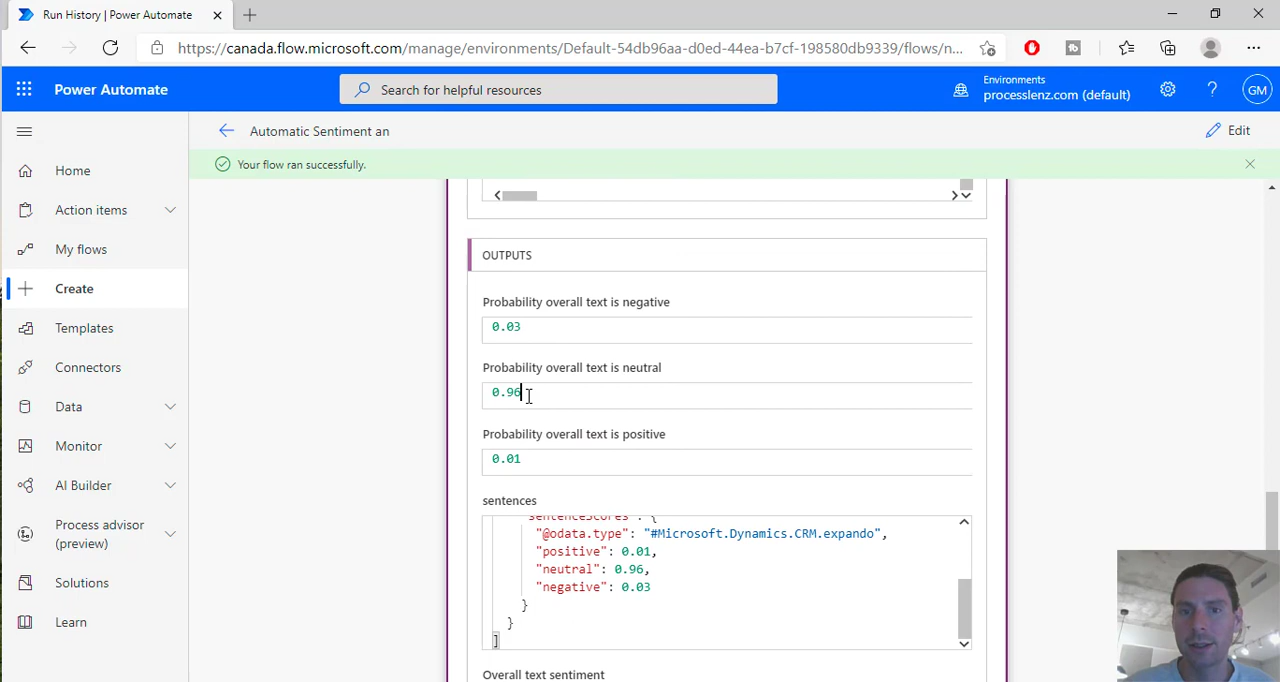 Run History | Power Automate
https://canada.flow.microsoft.com/manage/environments/Default-54db96aa-d0ed-44ea-b7cf-198580db9339/flows/n...
Power Automate
Search for helpful resources
Environments
processlenz.com (default)
GM
Automatic Sentiment an
Edit
Your flow ran successfully.
Home
Action items
My flows
Create
Templates
Connectors
Data
Monitor
AI Builder
Process advisor
(preview)
Solutions
Learn
OUTPUTS
Probability overall text is negative
0.03
Probability overall text is neutral
0.96
Probability overall text is positive
0.01
sentences
"sentenceScores": {
"@odata.type": "#Microsoft.Dynamics.CRM.expando",
"positive": 0.01,
"neutral": 0.96,
"negative": 0.03
}
}
]
Overall text sentiment